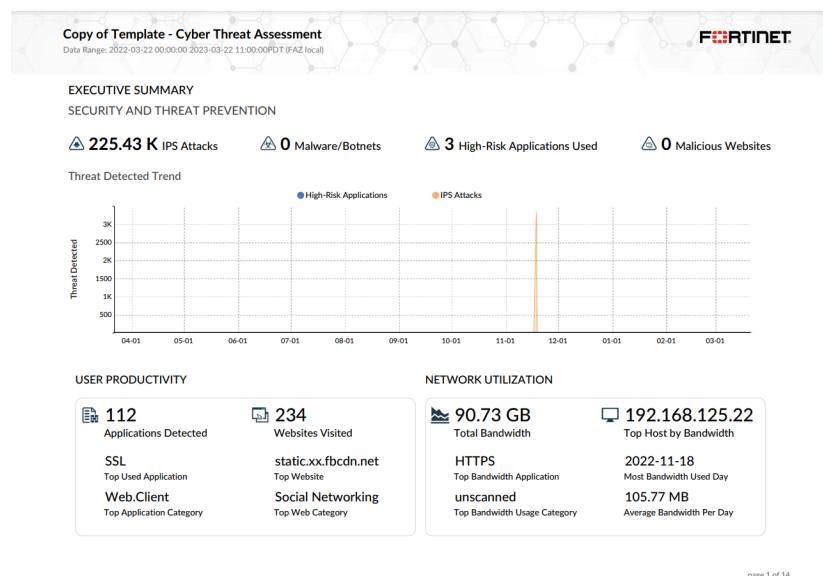 Copy of Template - Cyber Threat Assessment
Data Range: 2022-03-22 00:00:00 2023-03-22 11:00:00PDT (FAZ local)
FORTINET
EXECUTIVE SUMMARY
SECURITY AND THREAT PREVENTION
225.43 K IPS Attacks
0 Malware/Botnets
3 High-Risk Applications Used
0 Malicious Websites
Threat Detected Trend
High-Risk Applications
IPS Attacks
Threat Detected
3K
2500
2K
1500
1K
500
04-01 05-01 06-01 07-01 08-01 09-01 10-01 11-01 12-01 01-01 02-01 03-01
USER PRODUCTIVITY
112
Applications Detected
234
Websites Visited
SSL
Top Used Application
static.xx.fbcdn.net
Top Website
Web.Client
Top Application Category
Social Networking
Top Web Category
NETWORK UTILIZATION
90.73 GB
Total Bandwidth
192.168.125.22
Top Host by Bandwidth
HTTPS
Top Bandwidth Application
2022-11-18
Most Bandwidth Used Day
unscanned
Top Bandwidth Usage Category
105.77 MB
Average Bandwidth Per Day
page 1 of 14